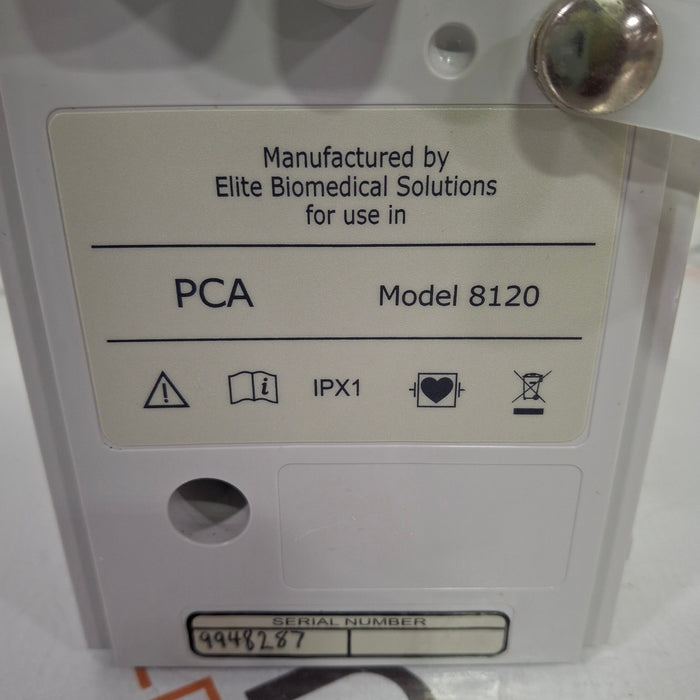 Manufactured by
Elite Biomedical Solutions
for use in
PCA Model 8120
i IPX1
SERIAL NUMBER
9948287